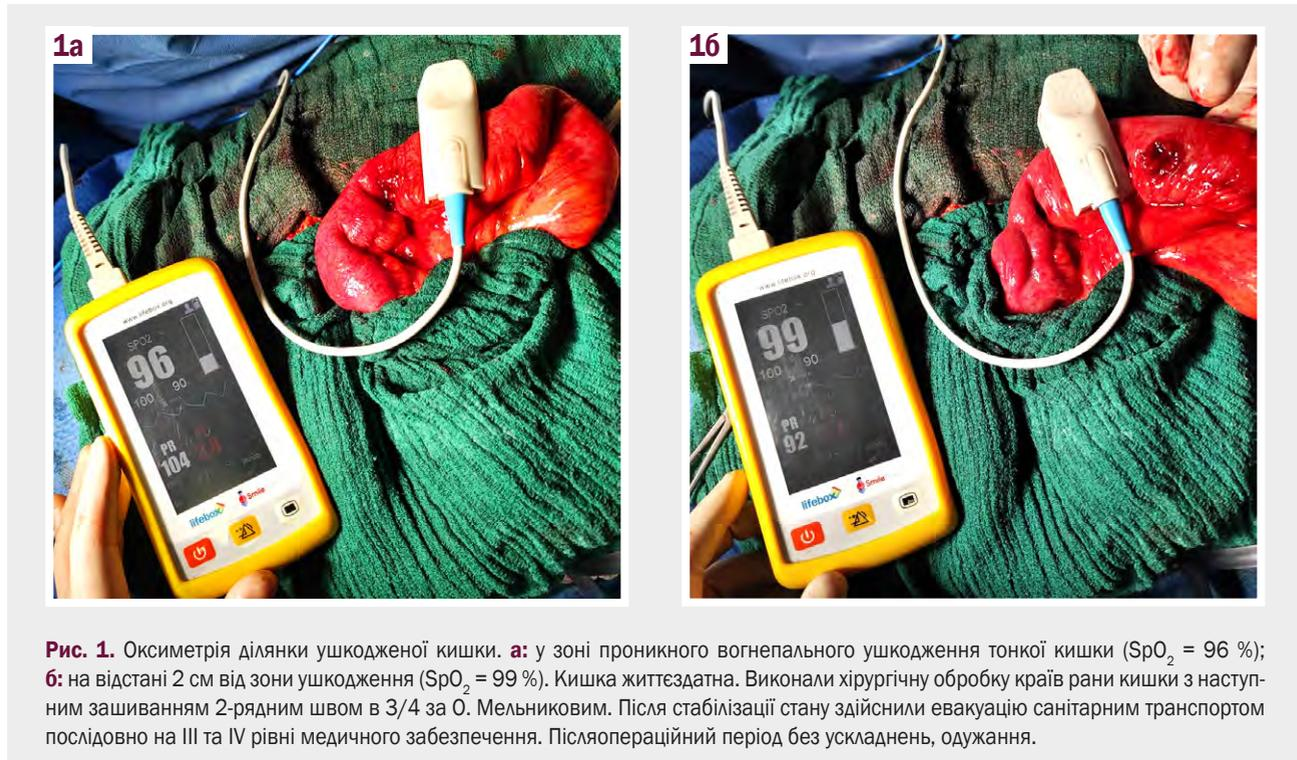 1а
1б
www.lifebox.org
SPO2
96
100
90
PR
104
lifebox
Smile
www.lifebox.org
SPO2
99
100
90
PR
92
lifebox
Smile
Рис. 1. Оксиметрія ділянки ушкодженої кишки. а: у зоні проникного вогнепального ушкодження тонкої кишки (SpO2 = 96 %);
б: на відстані 2 см від зони ушкодження (SpO2 = 99 %). Кишка життєздатна. Виконали хірургічну обробку країв рани кишки з наступ-
ним зашиванням 2-рядним швом в 3/4 за О. Мельниковим. Після стабілізації стану здійснили евакуацію санітарним транспортом
послідовно на III та IV рівні медичного забезпечення. Післяопераційний період без ускладнень, одужання.